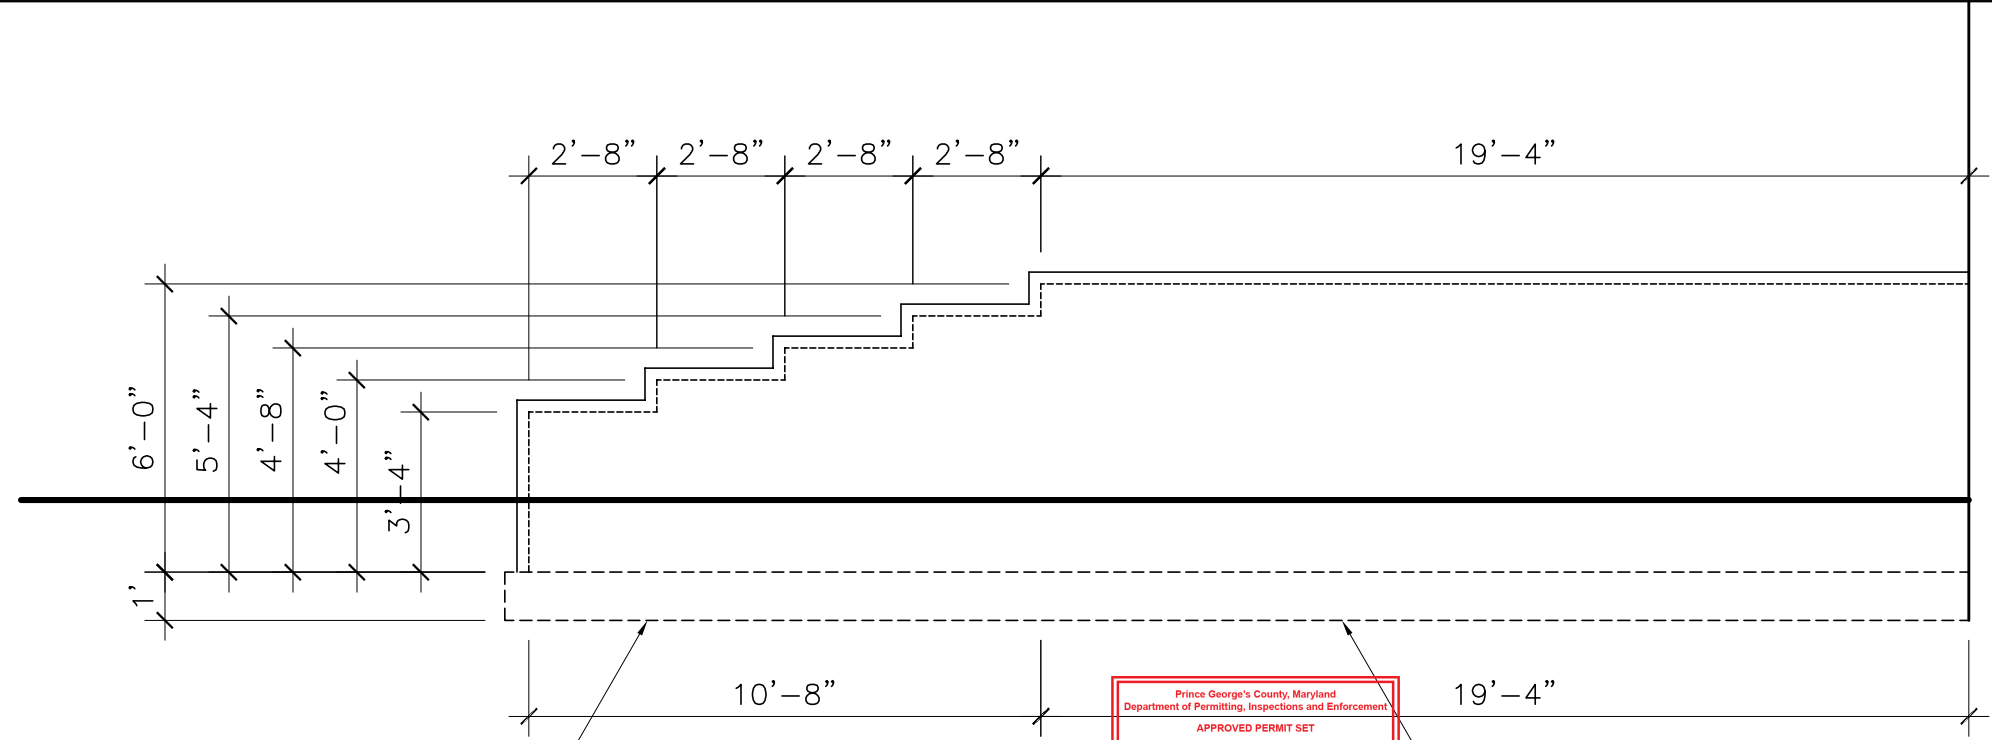 2'-8" 2'-8" 2'-8" 2'-8" 19'-4"
6'-0"
5'-4"
4'-8"
4'-0"
3'-4"
1'
10'-8" 19'-4"
Prince George's County, Maryland
Department of Permitting, Inspections and Enforcement
APPROVED PERMIT SET